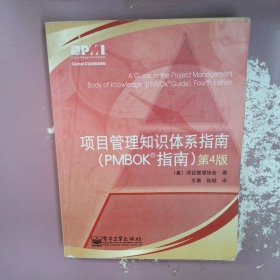 PMI
Global STANDARD
A Guide to the Project Management
Body of Knowledge (PMBOK® Guide), Fourth Edition
项目管理知识体系指南
(PMBOK®指南) 第4版
(美) 项目管理协会 著
王勇 张斌 译
电子工业出版社